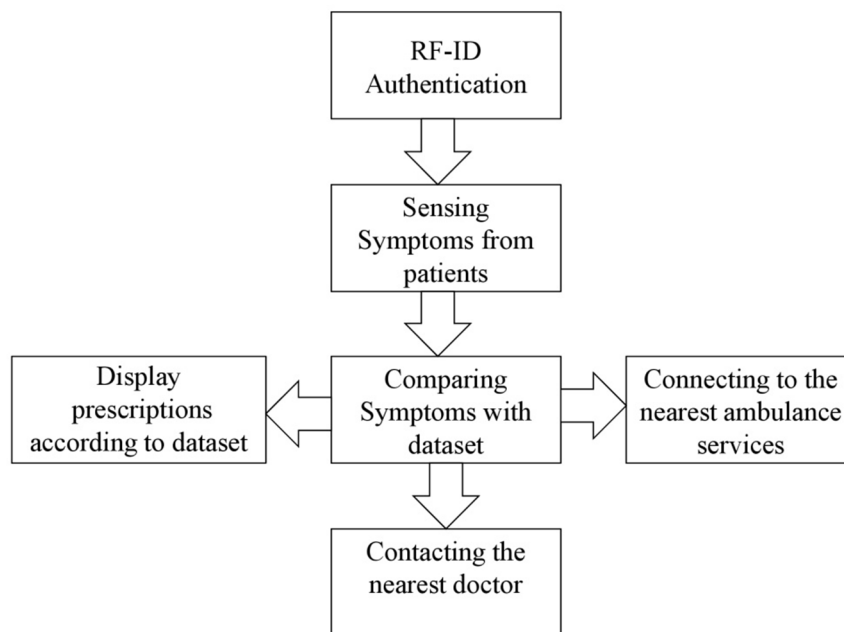 RF-ID
Authentication
Sensing
Symptoms from
patients
Display
prescriptions
according to dataset
Comparing
Symptoms with
dataset
Connecting to the
nearest ambulance
services
Contacting the
nearest doctor